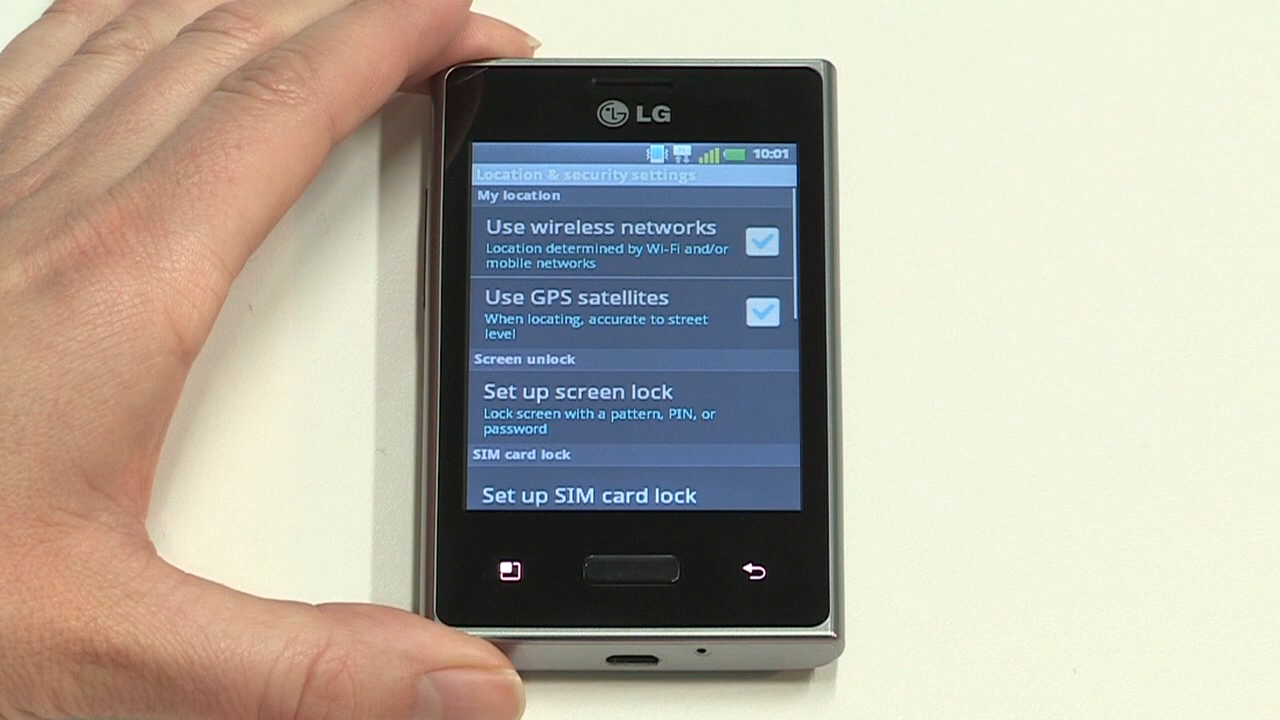 LG
10:01
Location & security settings
My location
Use wireless networks
Location determined by Wi-Fi and/or
mobile networks
Use GPS satellites
When locating, accurate to street
level
Screen unlock
Set up screen lock
Lock screen with a pattern, PIN, or
password
SIM card lock
Set up SIM card lock